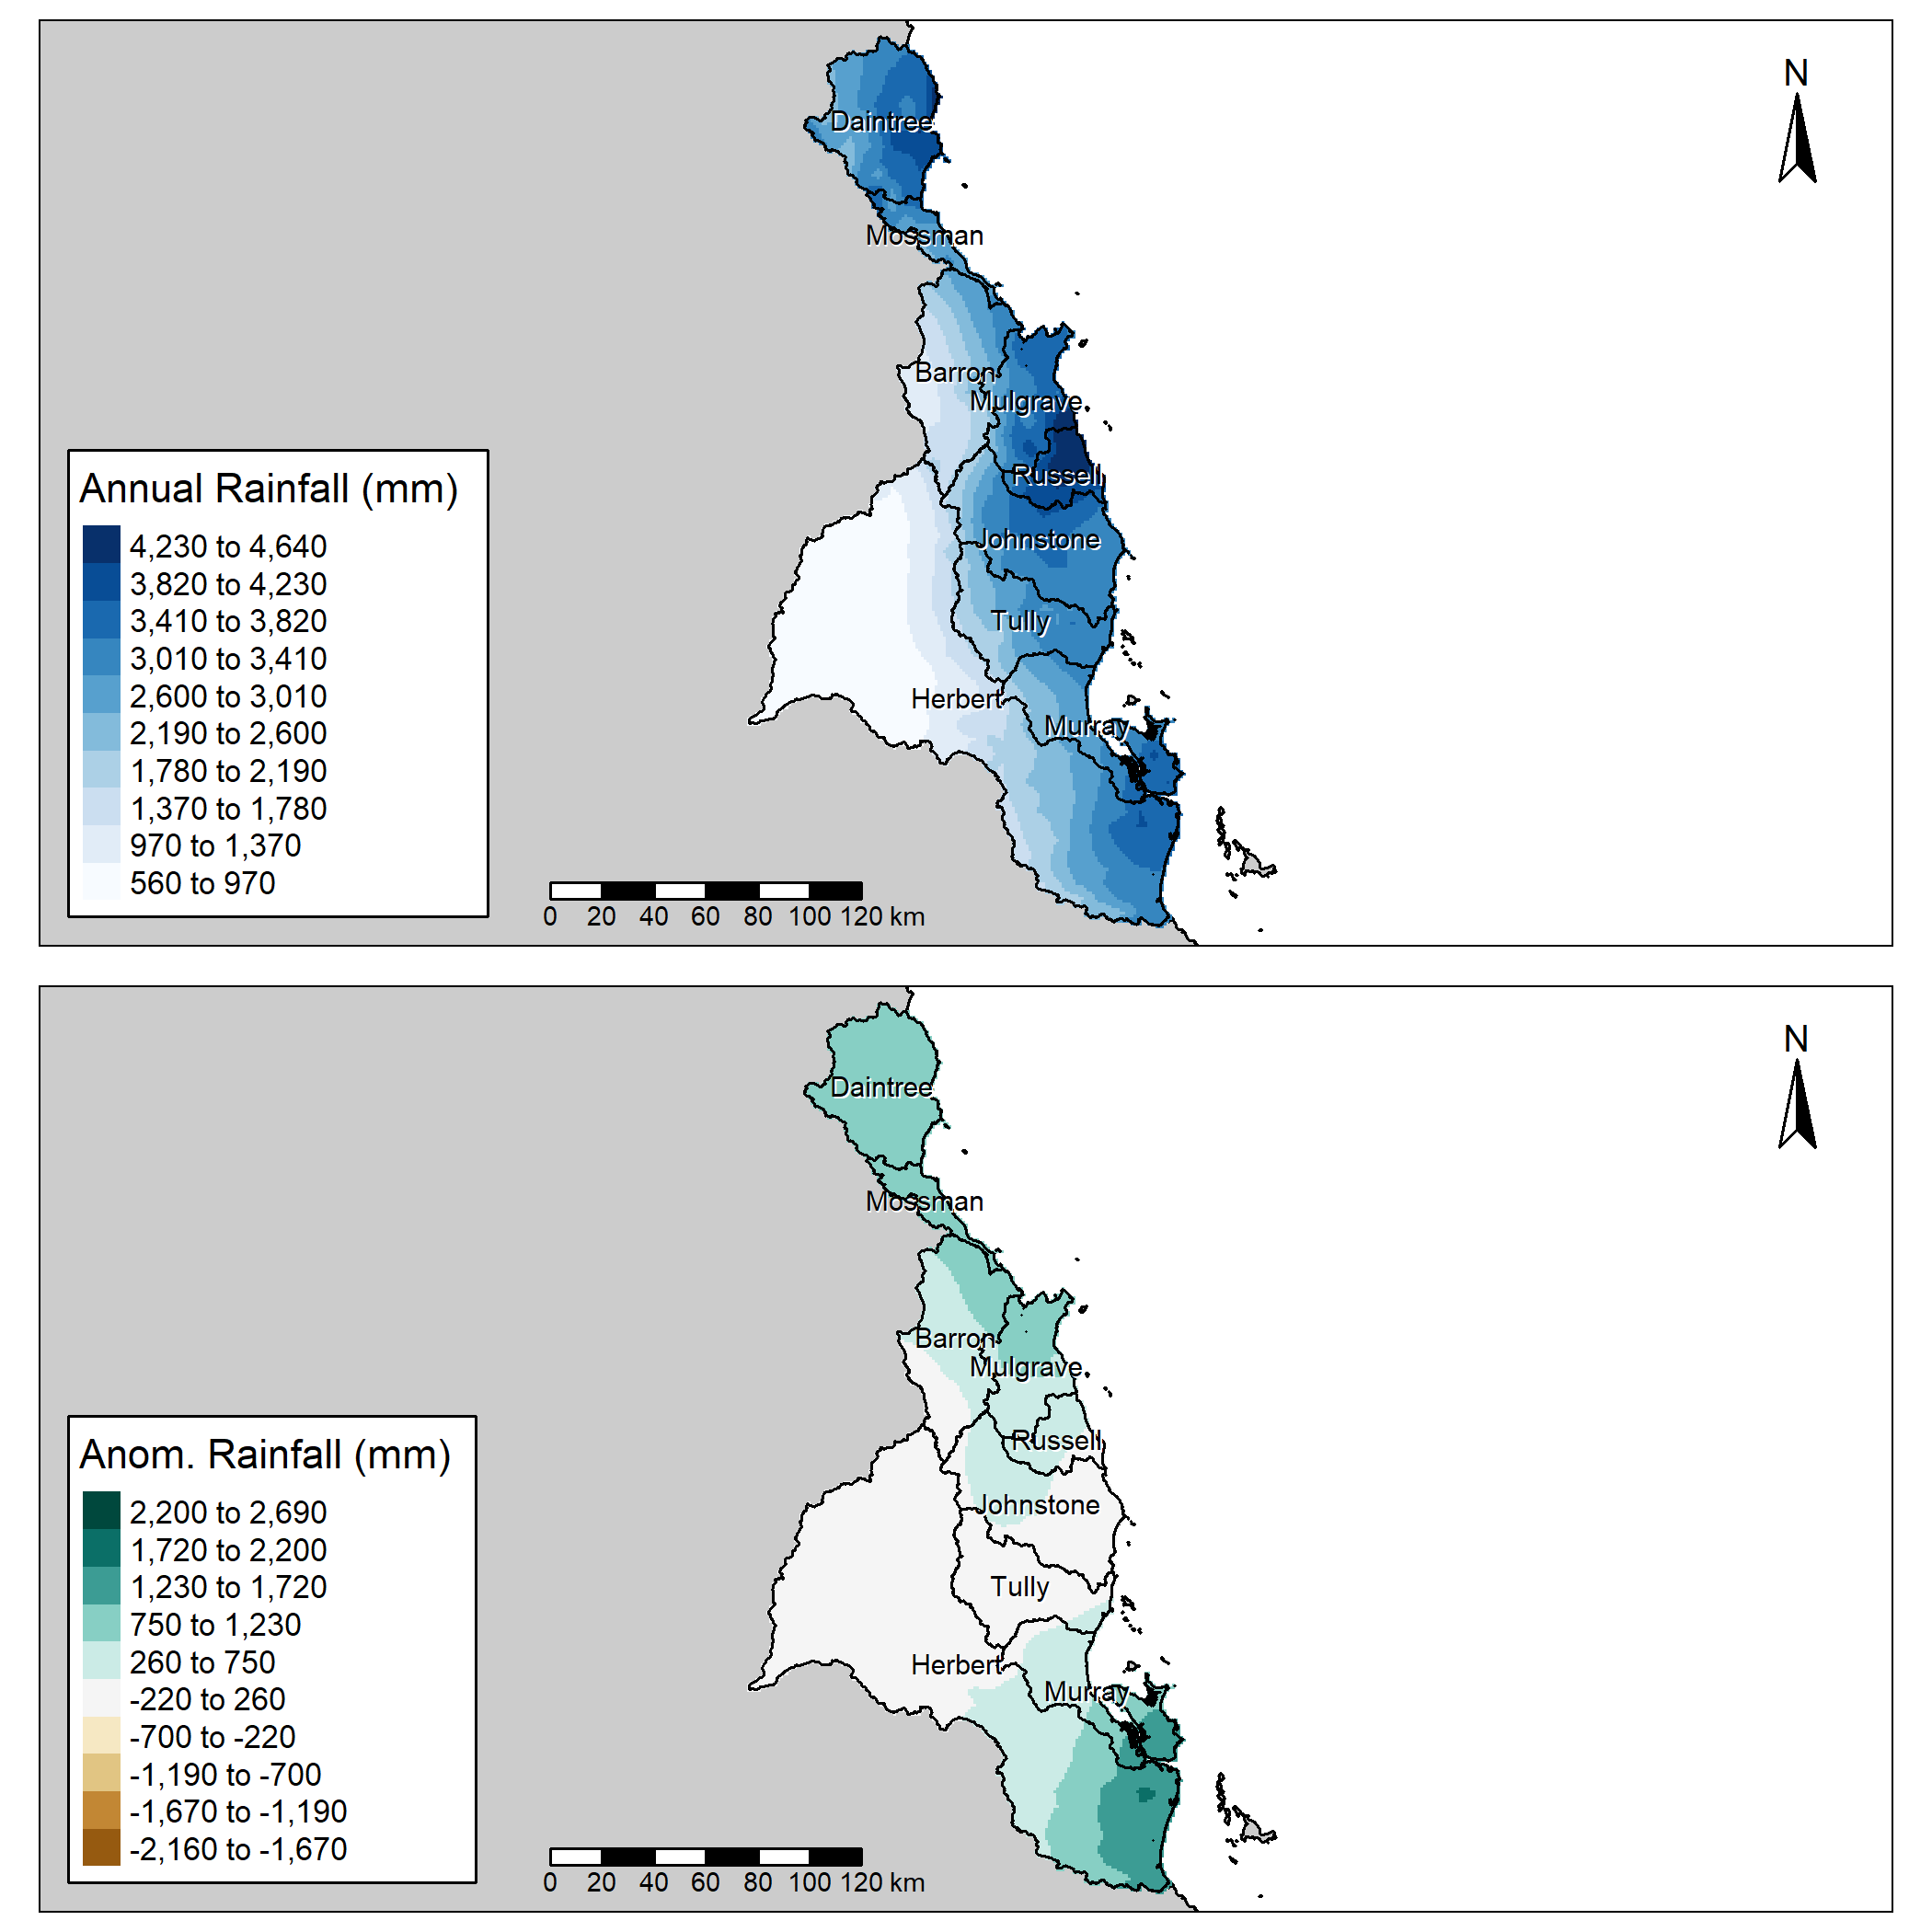 N
Daintree
Mossman
Barron
Mulgrave
Russell
Johnstone
Tully
Herbert
Murray
Annual Rainfall (mm)
4,230 to 4,640
3,820 to 4,230
3,410 to 3,820
3,010 to 3,410
2,600 to 3,010
2,190 to 2,600
1,780 to 2,190
1,370 to 1,780
970 to 1,370
560 to 970
0 20 40 60 80 100 120 km
N
Daintree
Mossman
Barron
Mulgrave
Russell
Johnstone
Tully
Herbert
Murray
Anom. Rainfall (mm)
2,200 to 2,690
1,720 to 2,200
1,230 to 1,720
750 to 1,230
260 to 750
-220 to 260
-700 to -220
-1,190 to -700
-1,670 to -1,190
-2,160 to -1,670
0 20 40 60 80 100 120 km